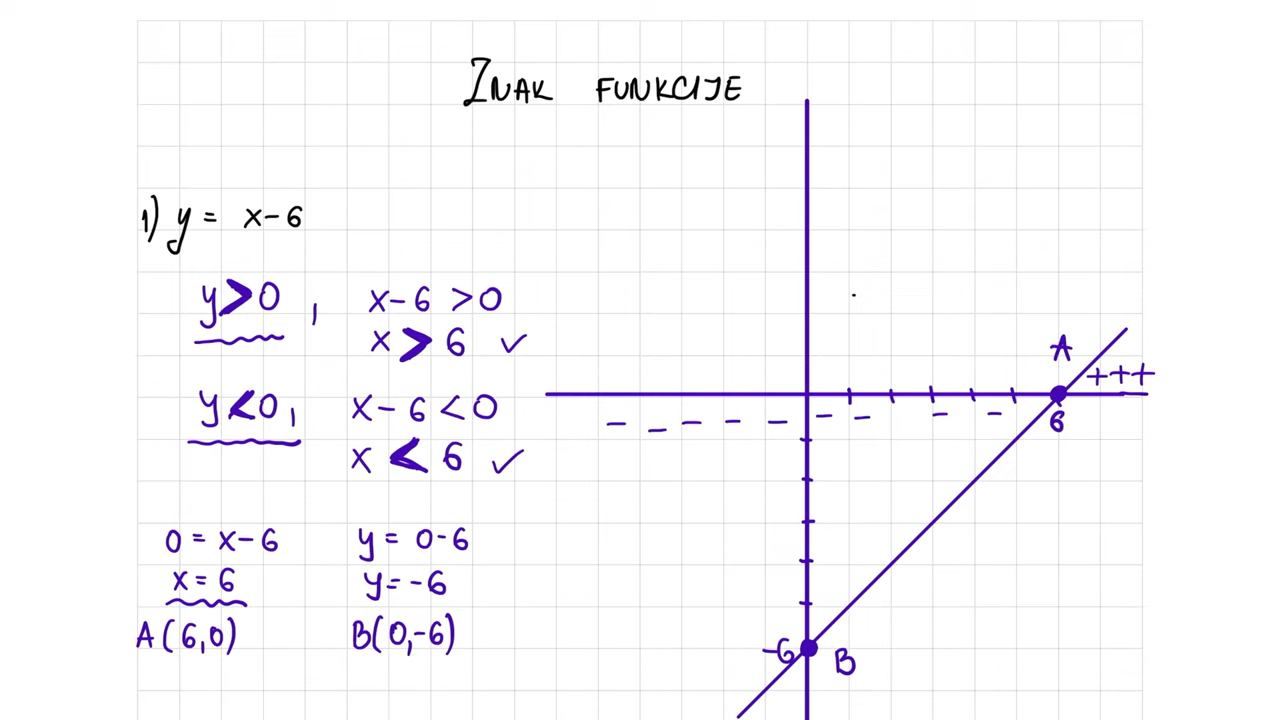 ZNAK FUNKCIJE
1) y = x-6
y>0, x-6 >0
x > 6 ✓
y<0, x-6 <0
x < 6 ✓
0 = x-6
x = 6
A(6,0)
y = 0-6
y = -6
B(0,-6)
A
+++
- - - - - - - - -
6
-6
B